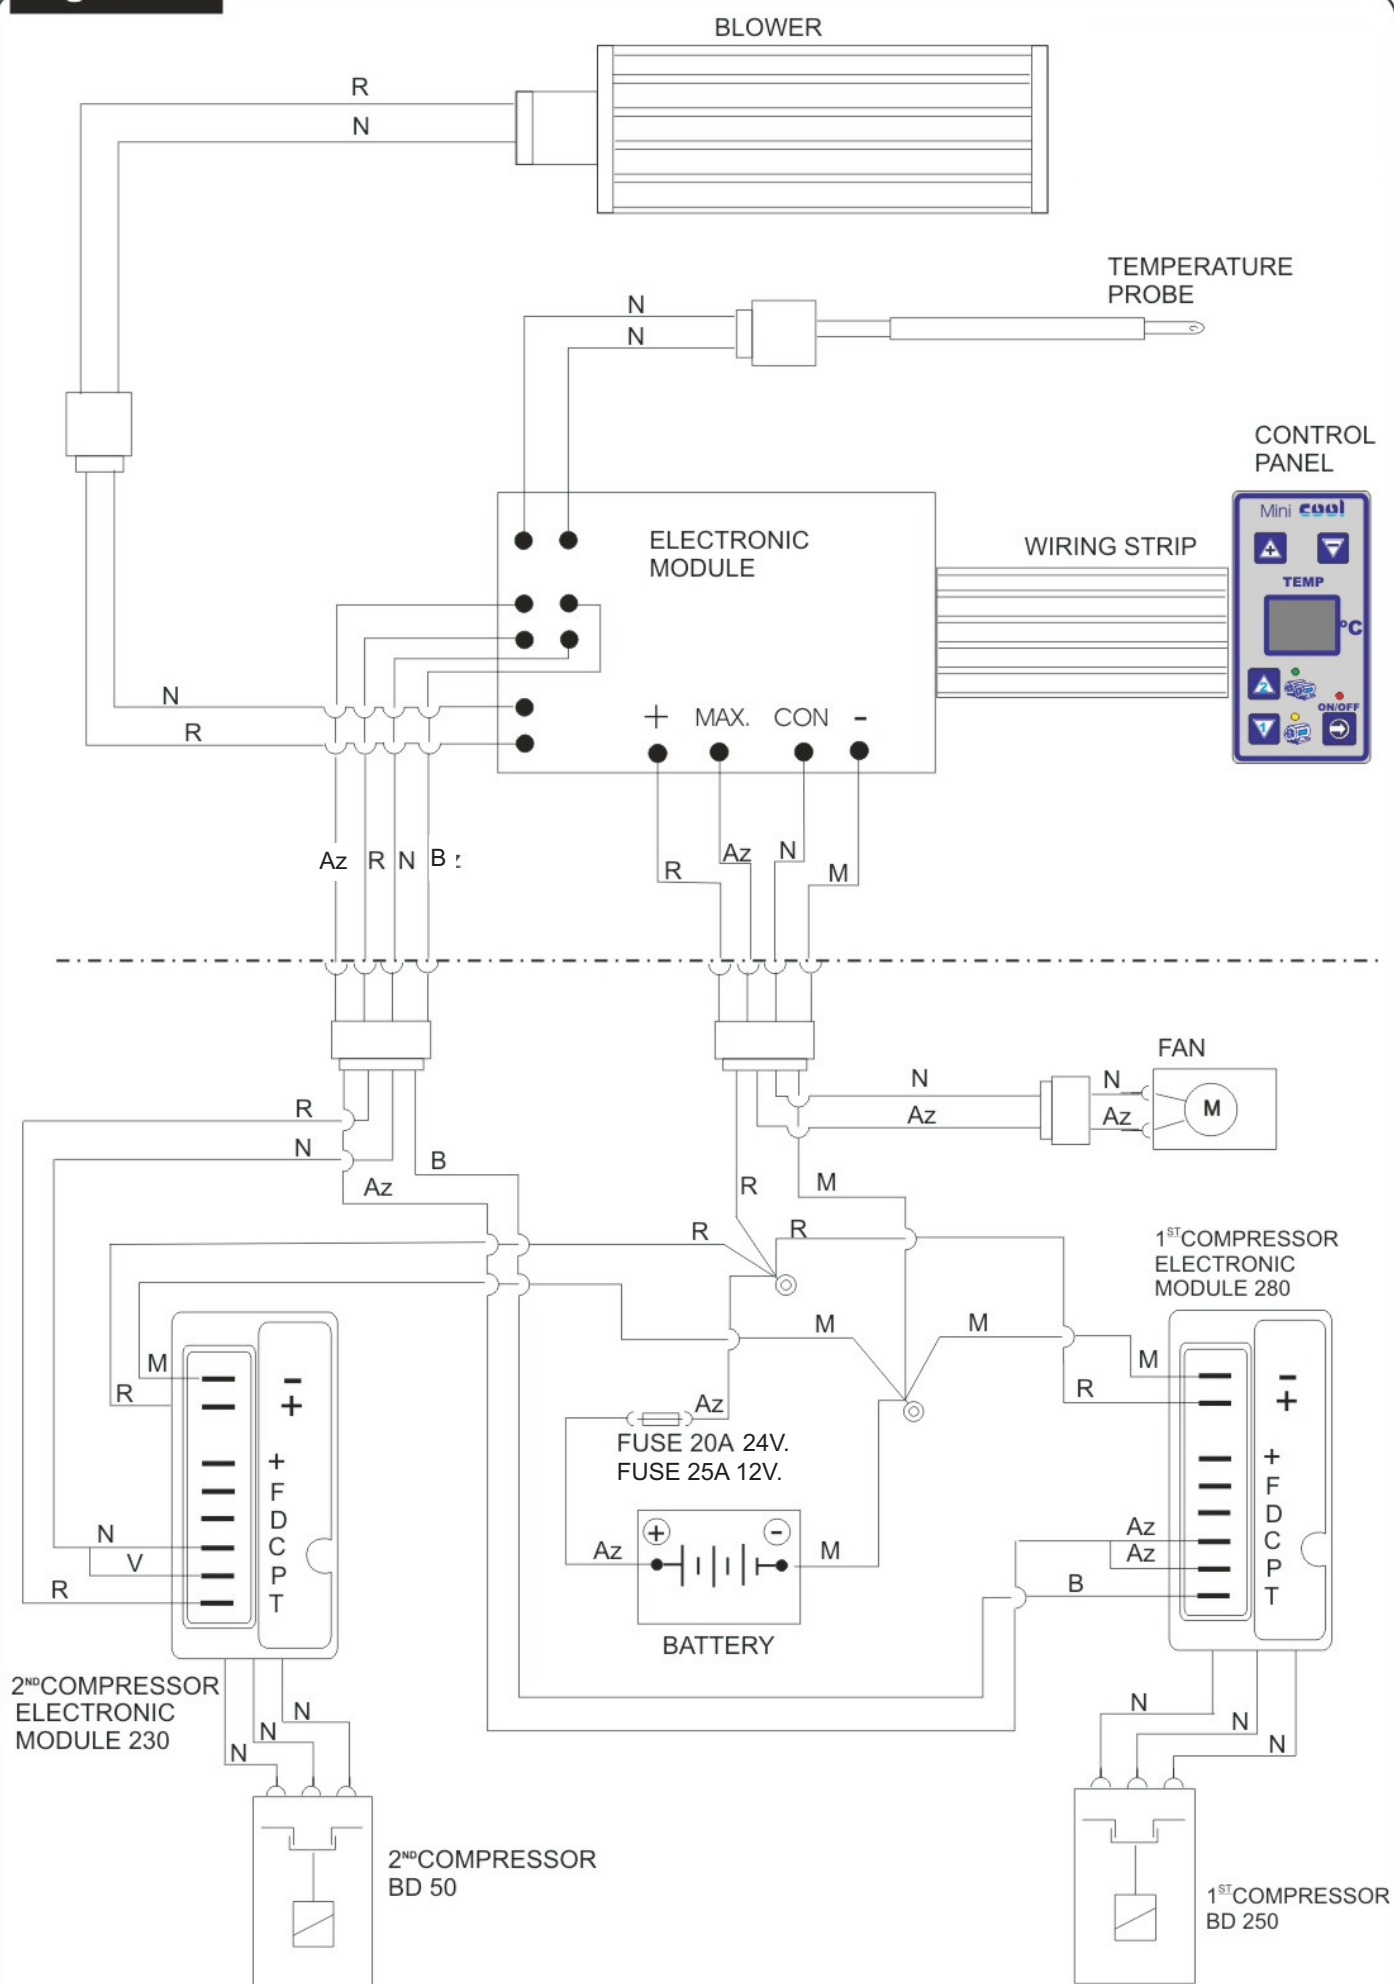 BLOWER
R
N
TEMPERATURE
PROBE
N
N
CONTROL
PANEL
Mini cool
+
-
TEMP
°C
2
ON/OFF
1
ELECTRONIC
MODULE
WIRING STRIP
N
R
+ MAX. CON -
Az R N B
R Az N M
FAN
N
N
Az
Az
M
R
N
B
Az
R
M
R
R
1ST COMPRESSOR
ELECTRONIC
MODULE 280
M
M
M
R
M
R
Az
FUSE 20A 24V.
FUSE 25A 12V.
-
+
+
F
D
C
P
T
N
V
R
+ -
Az
M
BATTERY
-
+
+
F
D
C
P
T
Az
Az
B
2ND COMPRESSOR
ELECTRONIC
MODULE 230
N
N
N
N
N
N
2ND COMPRESSOR
BD 50
1ST COMPRESSOR
BD 250